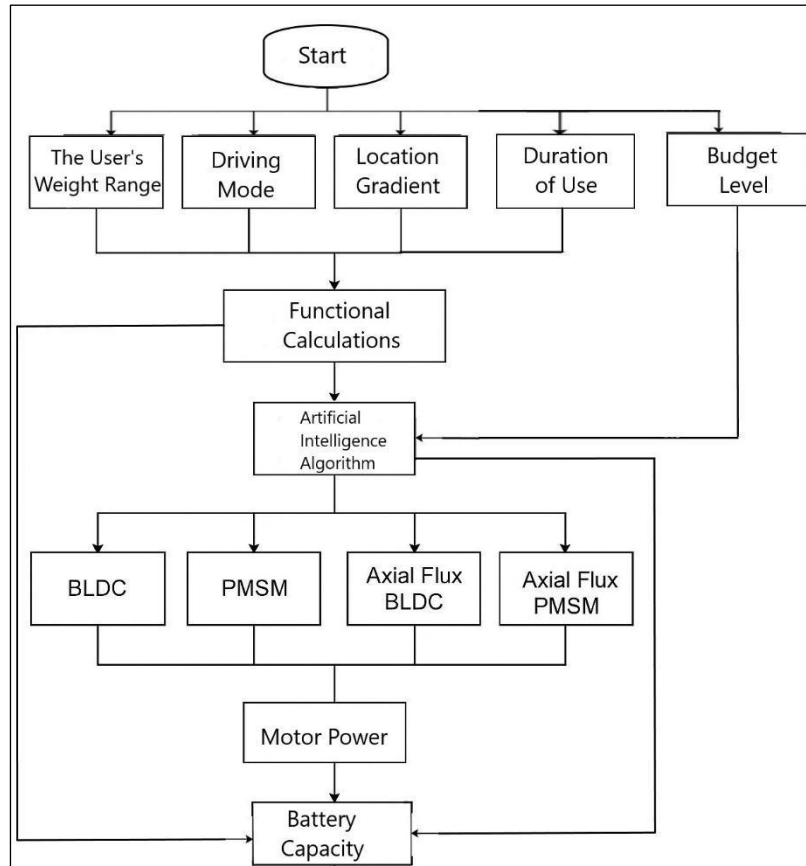 Start
The User's
Weight Range
Driving
Mode
Location
Gradient
Duration
of Use
Budget
Level
Functional
Calculations
Artificial
Intelligence
Algorithm
BLDC
PMSM
Axial Flux
BLDC
Axial Flux
PMSM
Motor Power
Battery
Capacity